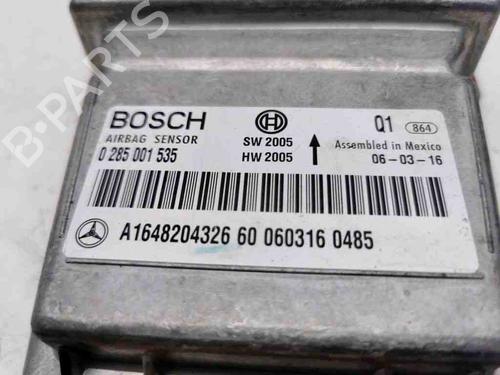 BOSCH
AIRBAG SENSOR
0 285 001 535
SW 2005
HW 2005
Q1
864
Assembled in Mexico
06-03-16
A1648204326 60 060316 0485
B-PARTS